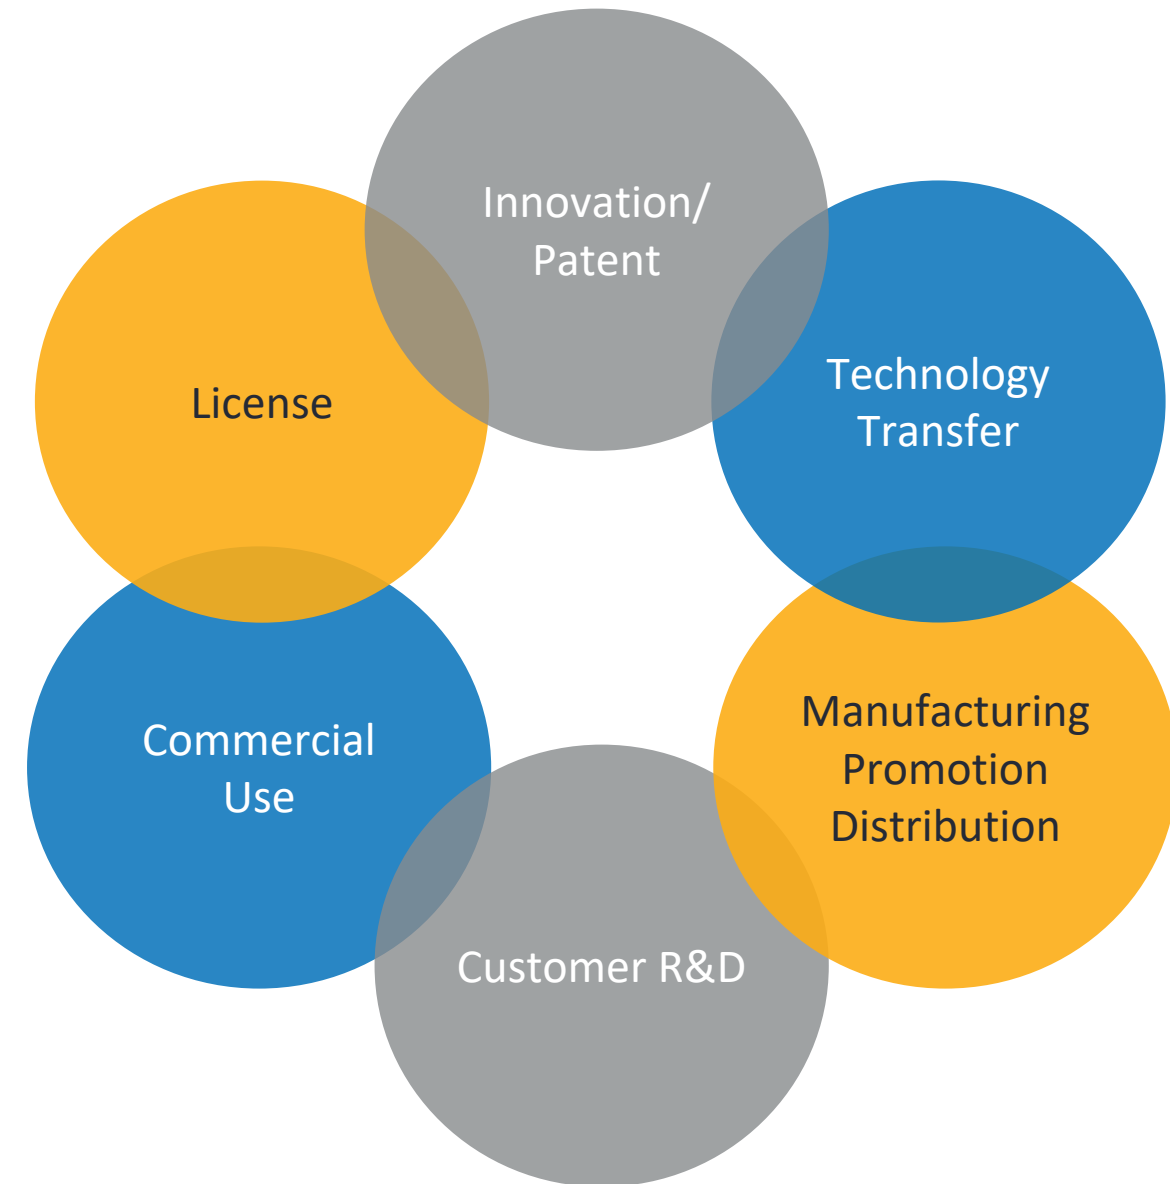 Innovation/
Patent
Technology
Transfer
Manufacturing
Promotion
Distribution
Customer R&D
Commercial
Use
License